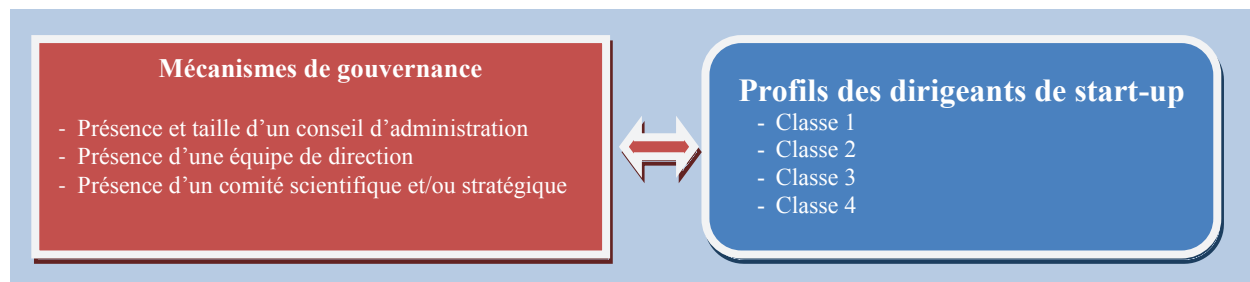 Mécanismes de gouvernance
- Présence et taille d’un conseil d’administration
- Présence d’une équipe de direction
- Présence d’un comité scientifique et/ou stratégique
Profils des dirigeants de start-up
- Classe 1
- Classe 2
- Classe 3
- Classe 4